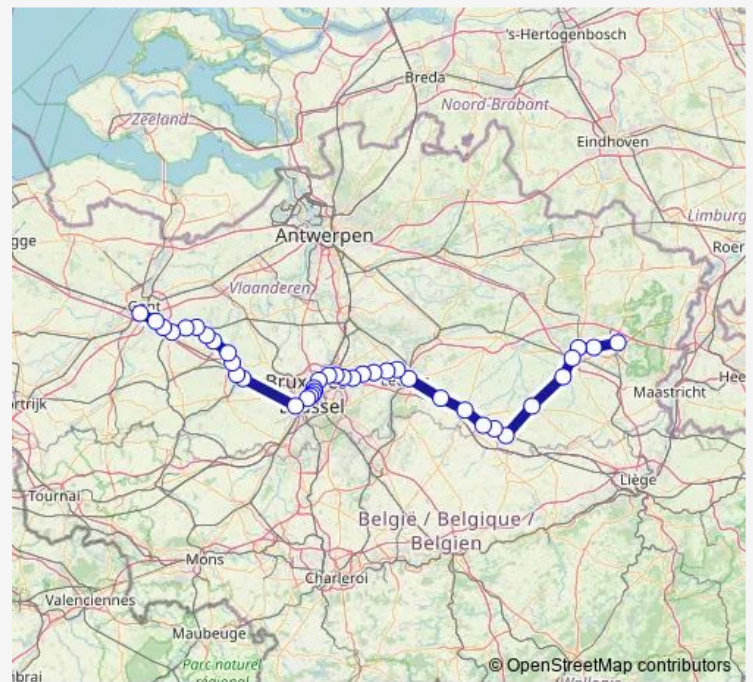 's-Hertogenbosch
Breda
Noord-Brabant
Zeeland
Eindhoven
Limburg
gge
Antwerpen
Roer
Vlaanderen
Gent
Brux
Hee
rtrijk
Maastricht
Liège
Tournai
België / Belgique /
Belgien
Mons
Charleroi
Valenciennes
Maubeuge
Parc naturel
régional
brai
© OpenStreetMap contributors